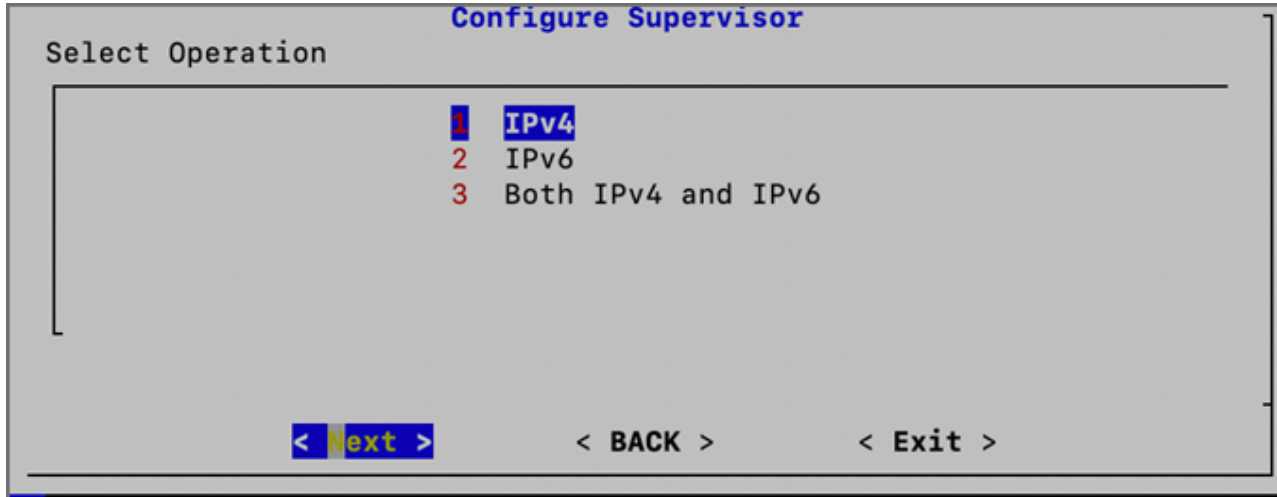 Configure Supervisor
Select Operation
1 IPv4
2 IPv6
3 Both IPv4 and IPv6
< Next > < BACK > < Exit >